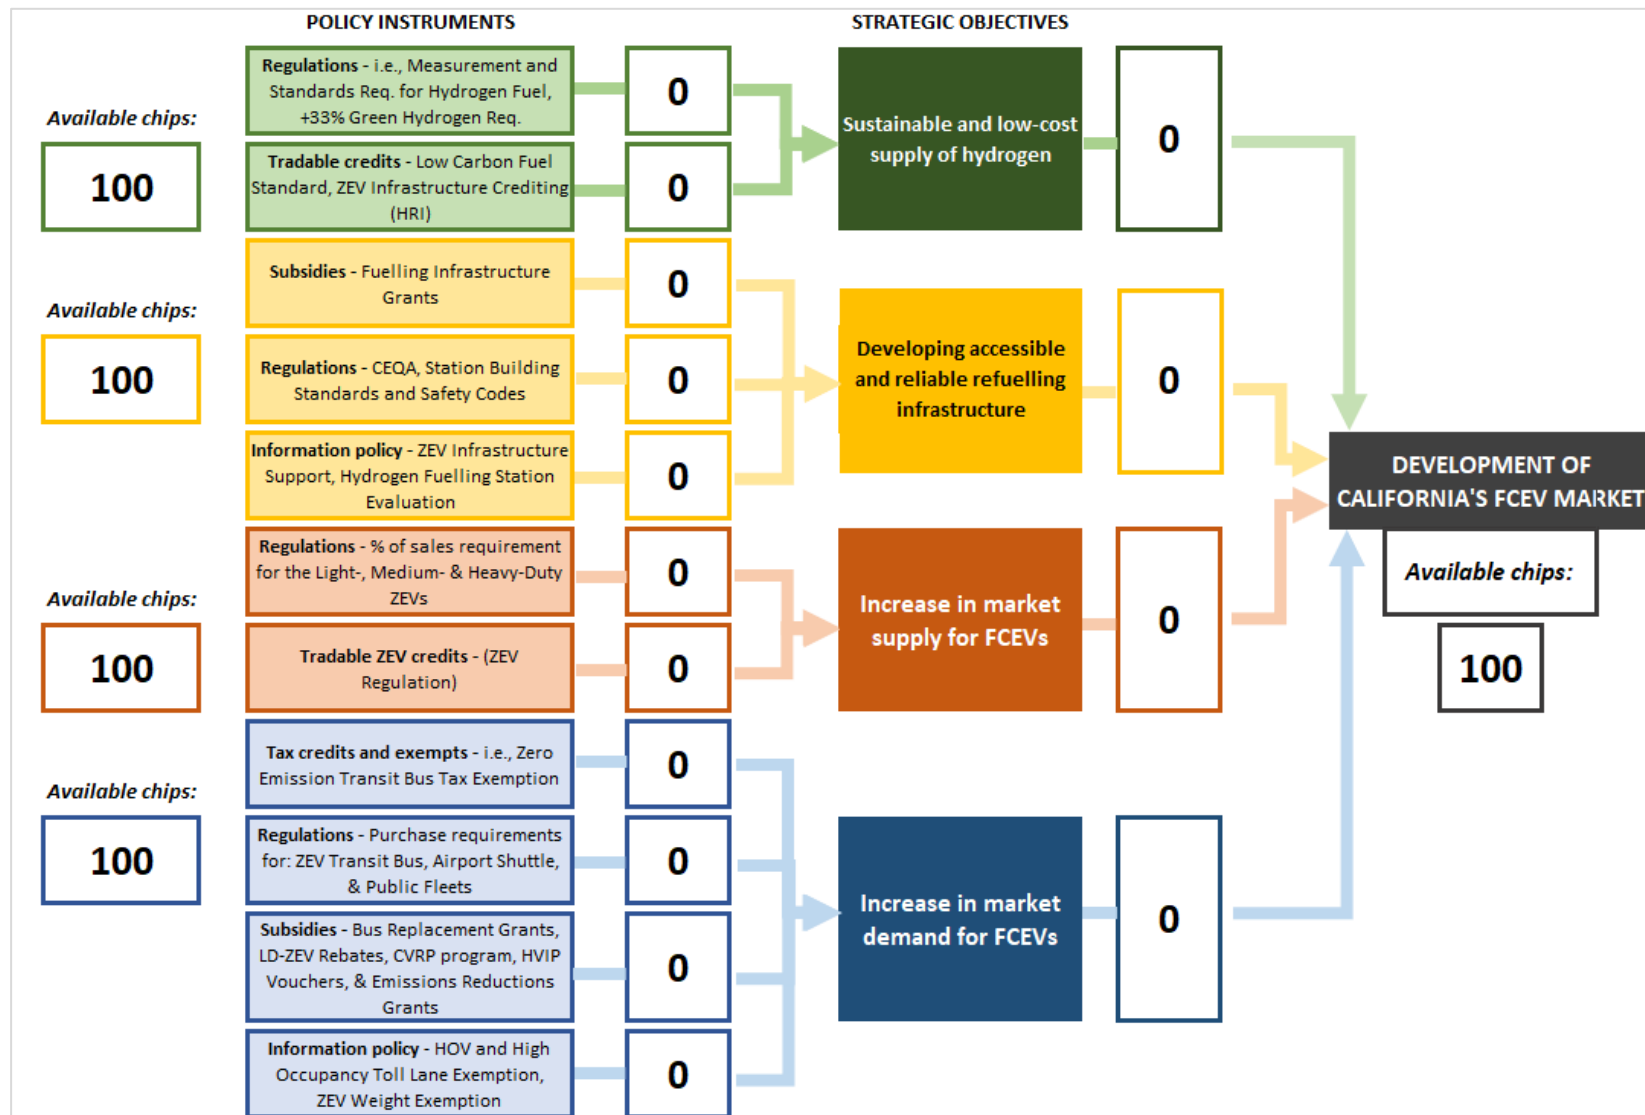 POLICY INSTRUMENTS
STRATEGIC OBJECTIVES
Available chips:
100
Regulations - i.e., Measurement and
Standards Req. for Hydrogen Fuel,
+33% Green Hydrogen Req.
0
Tradable credits - Low Carbon Fuel
Standard, ZEV Infrastructure Crediting
(HRI)
0
Sustainable and low-cost
supply of hydrogen
0
Available chips:
100
Subsidies - Fuelling Infrastructure
Grants
0
Regulations - CEQA, Station Building
Standards and Safety Codes
0
Information policy - ZEV Infrastructure
Support, Hydrogen Fuelling Station
Evaluation
0
Developing accessible
and reliable refuelling
infrastructure
0
Available chips:
100
Regulations - % of sales requirement
for the Light-, Medium- & Heavy-Duty
ZEVs
0
Tradable ZEV credits - (ZEV
Regulation)
0
Increase in market
supply for FCEVs
0
Available chips:
100
Tax credits and exempts - i.e., Zero
Emission Transit Bus Tax Exemption
0
Regulations - Purchase requirements
for: ZEV Transit Bus, Airport Shuttle,
& Public Fleets
0
Subsidies - Bus Replacement Grants,
LD-ZEV Rebates, CVRP program, HVIP
Vouchers, & Emissions Reductions
Grants
0
Information policy - HOV and High
Occupancy Toll Lane Exemption,
ZEV Weight Exemption
0
Increase in market
demand for FCEVs
0
DEVELOPMENT OF
CALIFORNIA'S FCEV MARKET
Available chips:
100